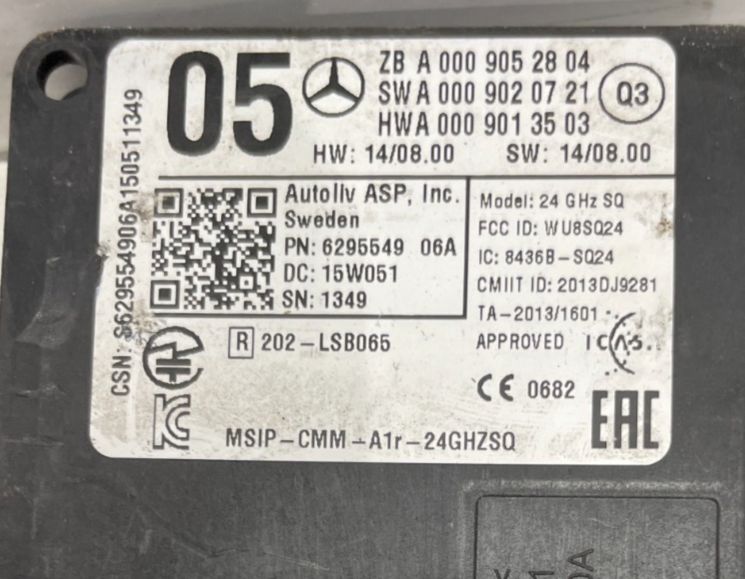 05
ZB A 000 905 28 04
SW A 000 902 07 21
Q3
HWA 000 901 35 03
HW: 14/08.00 SW: 14/08.00
Autoliv ASP, Inc.
Sweden
PN: 6295549 06A
DC: 15W051
SN: 1349
Model: 24 GHz SQ
FCC ID: WU8SQ24
IC: 8436B-SQ24
CMIIT ID: 2013DJ9281
TA-2013/1601
APPROVED
R 202-LSB065
CE 0682
EAC
MSIP-CMM-A1r-24GHZSQ